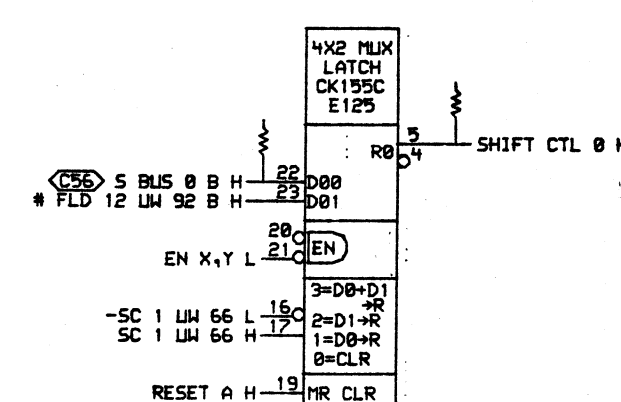 4X2 MUX
LATCH
CK155C
E125
R0
5
4
SHIFT CTL 0
C56 S BUS 0 B H
22
D00
# FLD 12 UW 92 B H
23
D01
20
EN X,Y L
21
EN
-SC 1 UW 66 L
16
SC 1 UW 66 H
17
3=D0+D1
→R
2=D1→R
1=D0→R
0=CLR
RESET A H
19
MR CLR